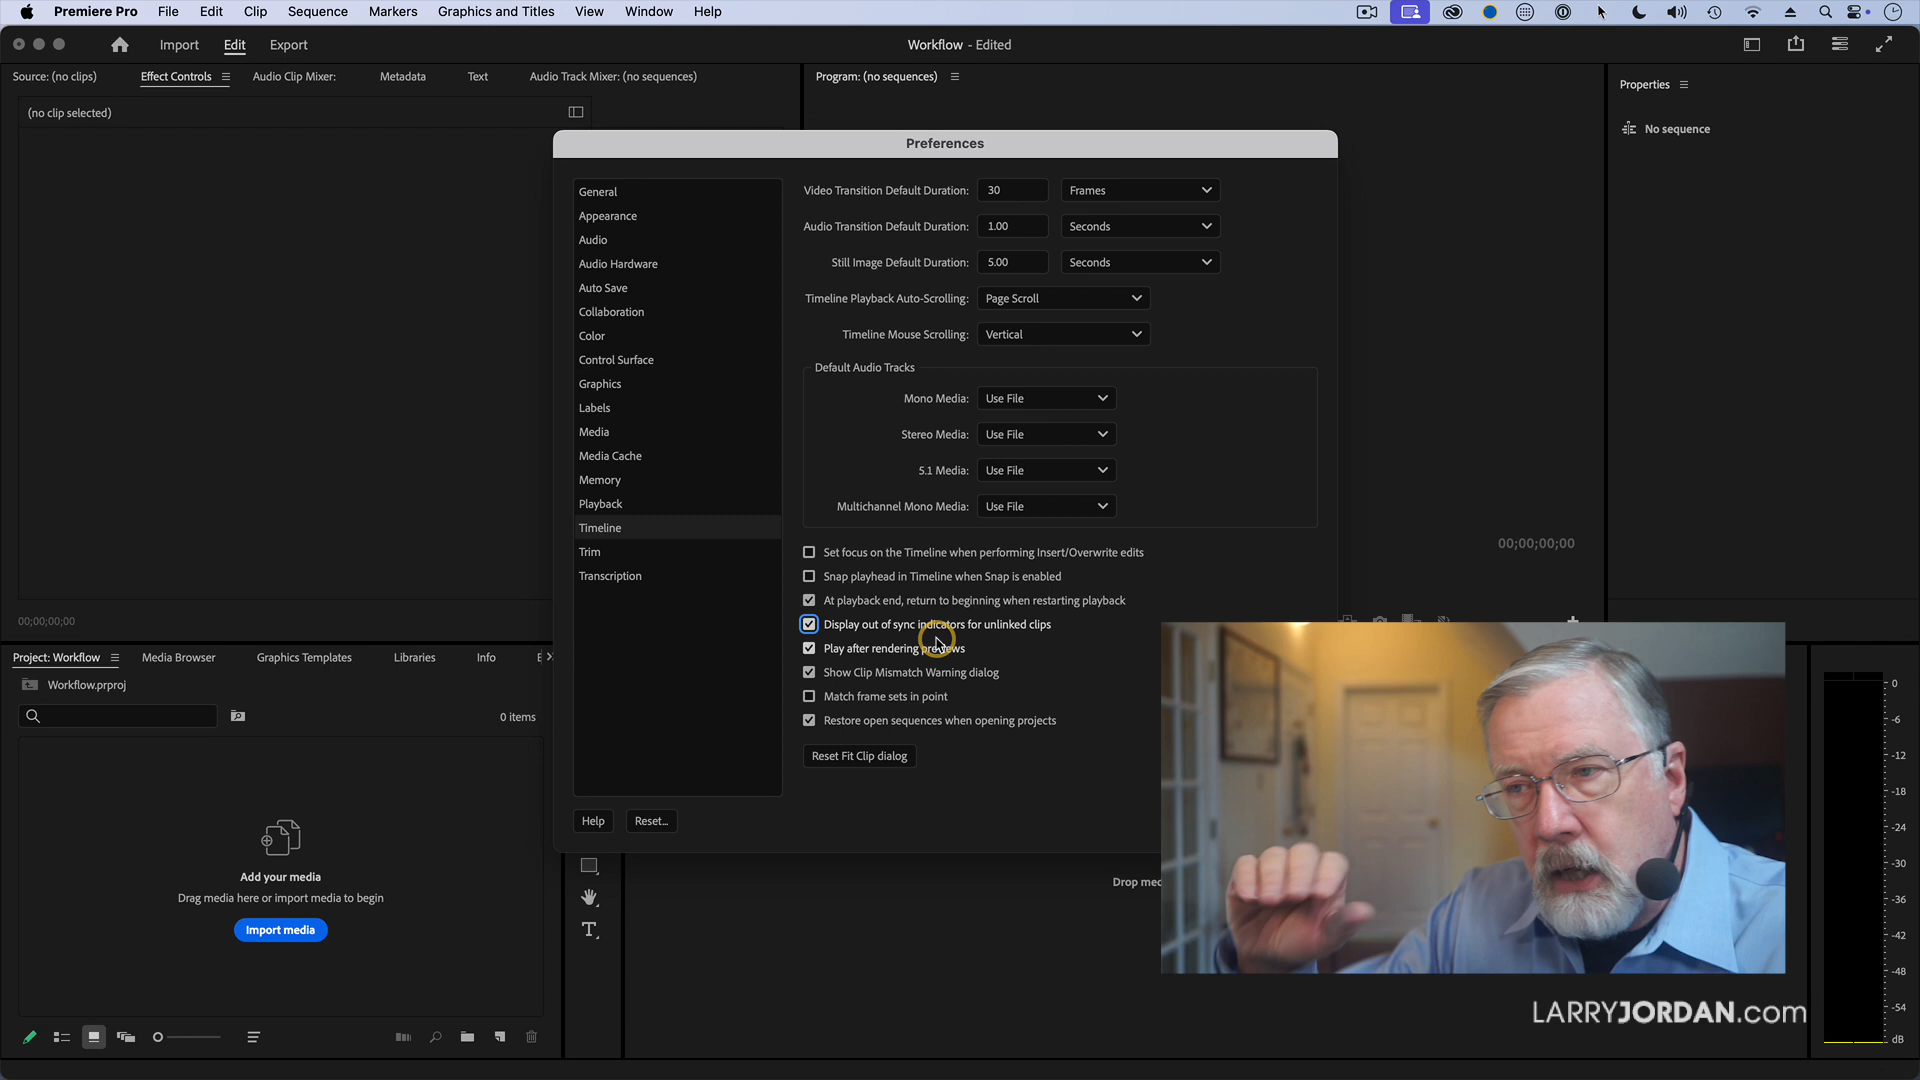 Premiere Pro File Edit Clip Sequence Markers Graphics and Titles View Window Help
Import Edit Export
Workflow - Edited
Source: (no clips) Effect Controls Audio Clip Mixer: Metadata Text Audio Track Mixer: (no sequences)
Program: (no sequences)
Properties
(no clip selected)
No sequence
Preferences
General
Appearance
Audio
Audio Hardware
Auto Save
Collaboration
Color
Control Surface
Graphics
Labels
Media
Media Cache
Memory
Playback
Timeline
Trim
Transcription
Video Transition Default Duration: 30 Frames
Audio Transition Default Duration: 1.00 Seconds
Still Image Default Duration: 5.00 Seconds
Timeline Playback Auto-Scrolling: Page Scroll
Timeline Mouse Scrolling: Vertical
Default Audio Tracks
Mono Media: Use File
Stereo Media: Use File
5.1 Media: Use File
Multichannel Mono Media: Use File
Set focus on the Timeline when performing Insert/Overwrite edits
Snap playhead in Timeline when Snap is enabled
At playback end, return to beginning when restarting playback
Display out of sync indicators for unlinked clips
Play after rendering previews
Show Clip Mismatch Warning dialog
Match frame sets in point
Restore open sequences when opening projects
Reset Fit Clip dialog
Help Reset...
00;00;00;00
00;00;00;00
Project: Workflow Media Browser Graphics Templates Libraries Info E
Workflow.prproj
0 items
Add your media
Drag media here or import media to begin
Import media
T
Drop med
0
-6
-12
-18
-24
-30
-36
-42
-48
-54
dB
LARRYJORDAN.com